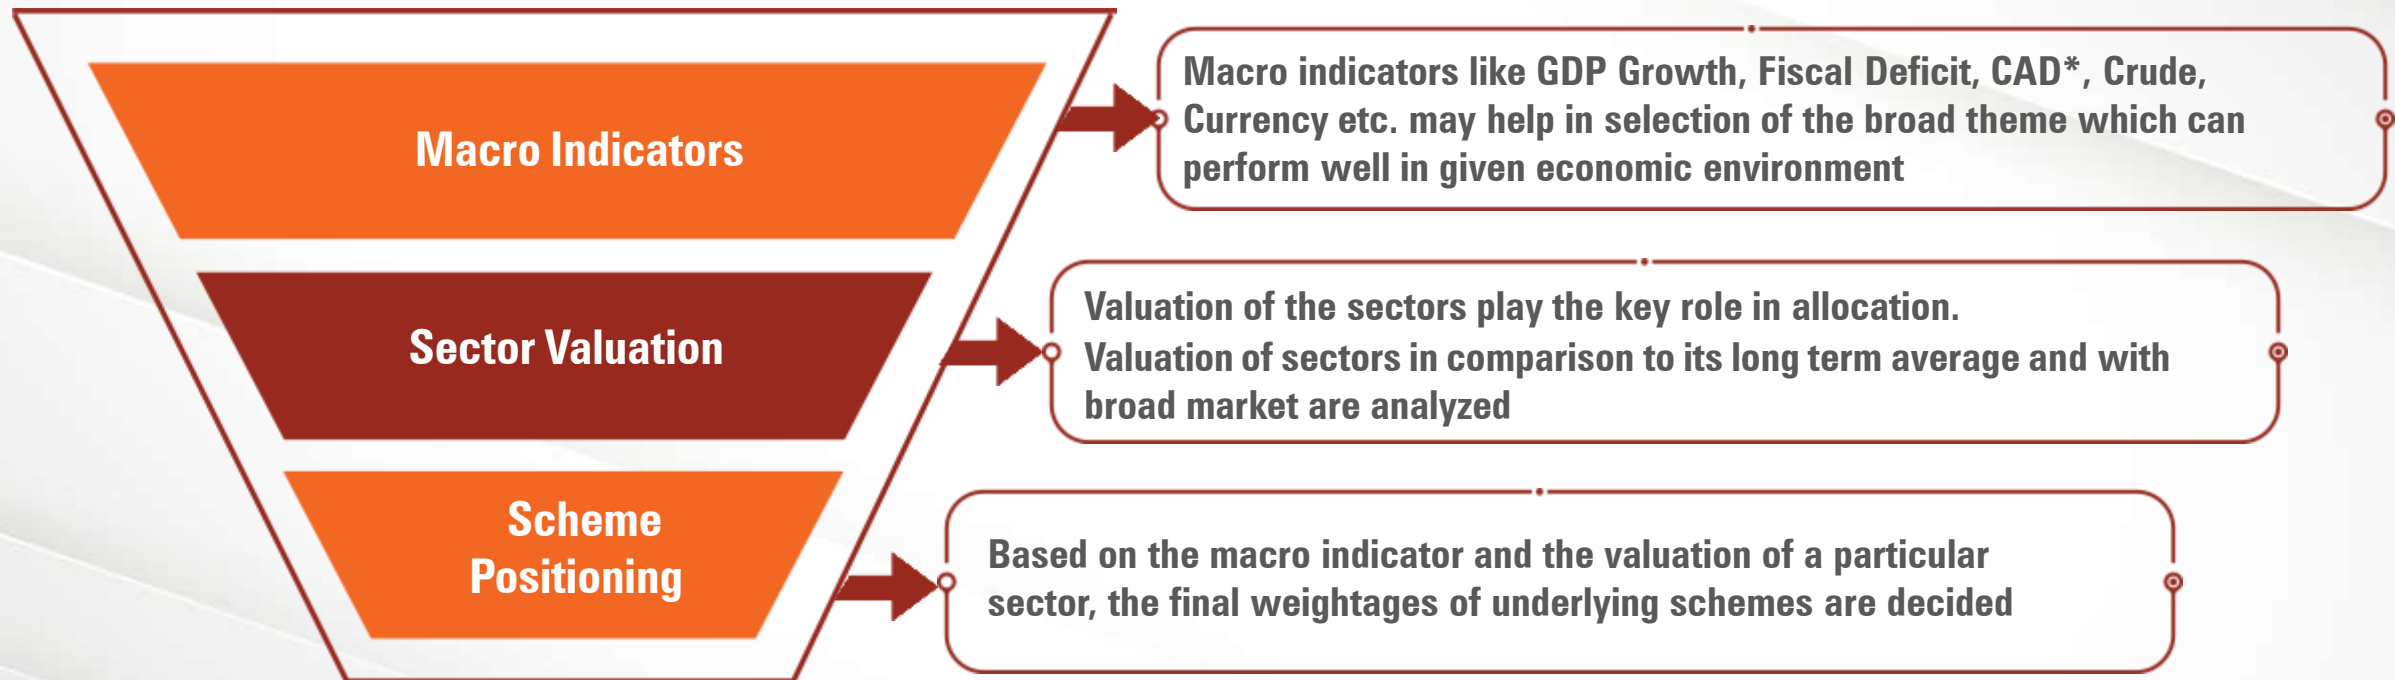 Macro Indicators
Macro indicators like GDP Growth, Fiscal Deficit, CAD*, Crude,
Currency etc. may help in selection of the broad theme which can
perform well in given economic environment
Sector Valuation
Valuation of the sectors play the key role in allocation.
Valuation of sectors in comparison to its long term average and with
broad market are analyzed
Scheme
Positioning
Based on the macro indicator and the valuation of a particular
sector, the final weightages of underlying schemes are decided